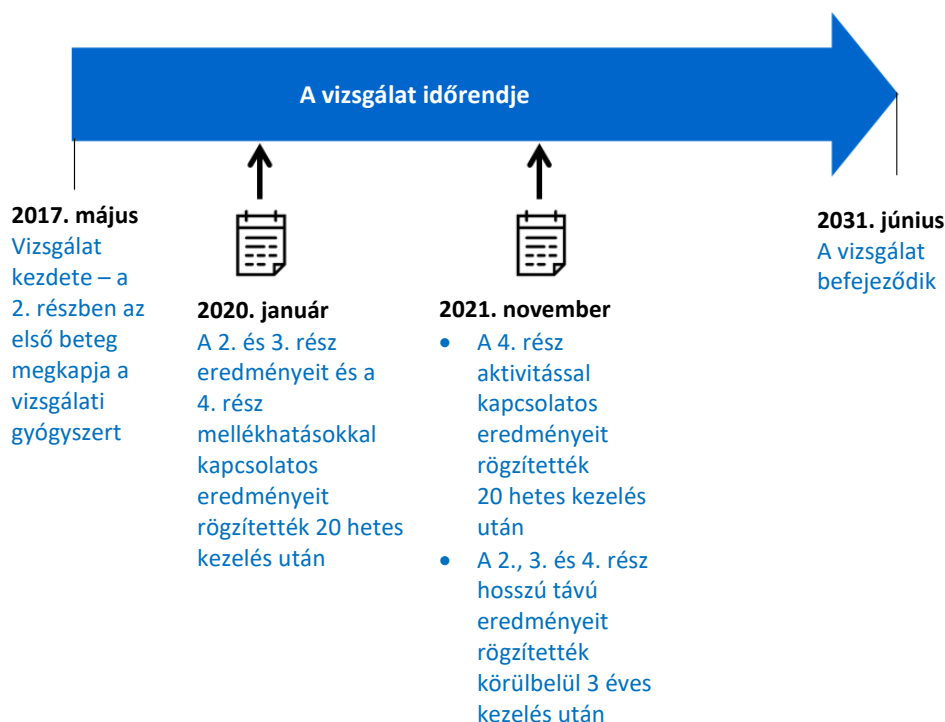 A vizsgálat időrendje
2017. május
Vizsgálat
kezdete – a
2. részben az
első beteg
megkapja a
vizsgálati
gyógyszert
2020. január
A 2. és 3. rész
eredményeit és a
4. rész
mellékhatásokkal
kapcsolatos
eredményeit
rögzítették 20 hetes
kezelés után
2021. november
• A 4. rész
aktivitással
kapcsolatos
eredményeit
rögzítették
20 hetes kezelés
után
• A 2., 3. és 4. rész
hosszú távú
eredményeit
rögzítették
körülbelül 3 éves
kezelés után
2031. június
A vizsgálat
befejeződik